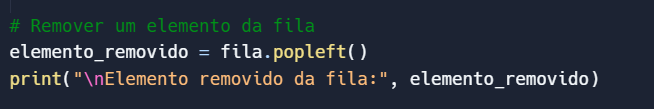 # Remover um elemento da fila
elemento_removido = fila.popleft()
print("\nElemento removido da fila:", elemento_removido)